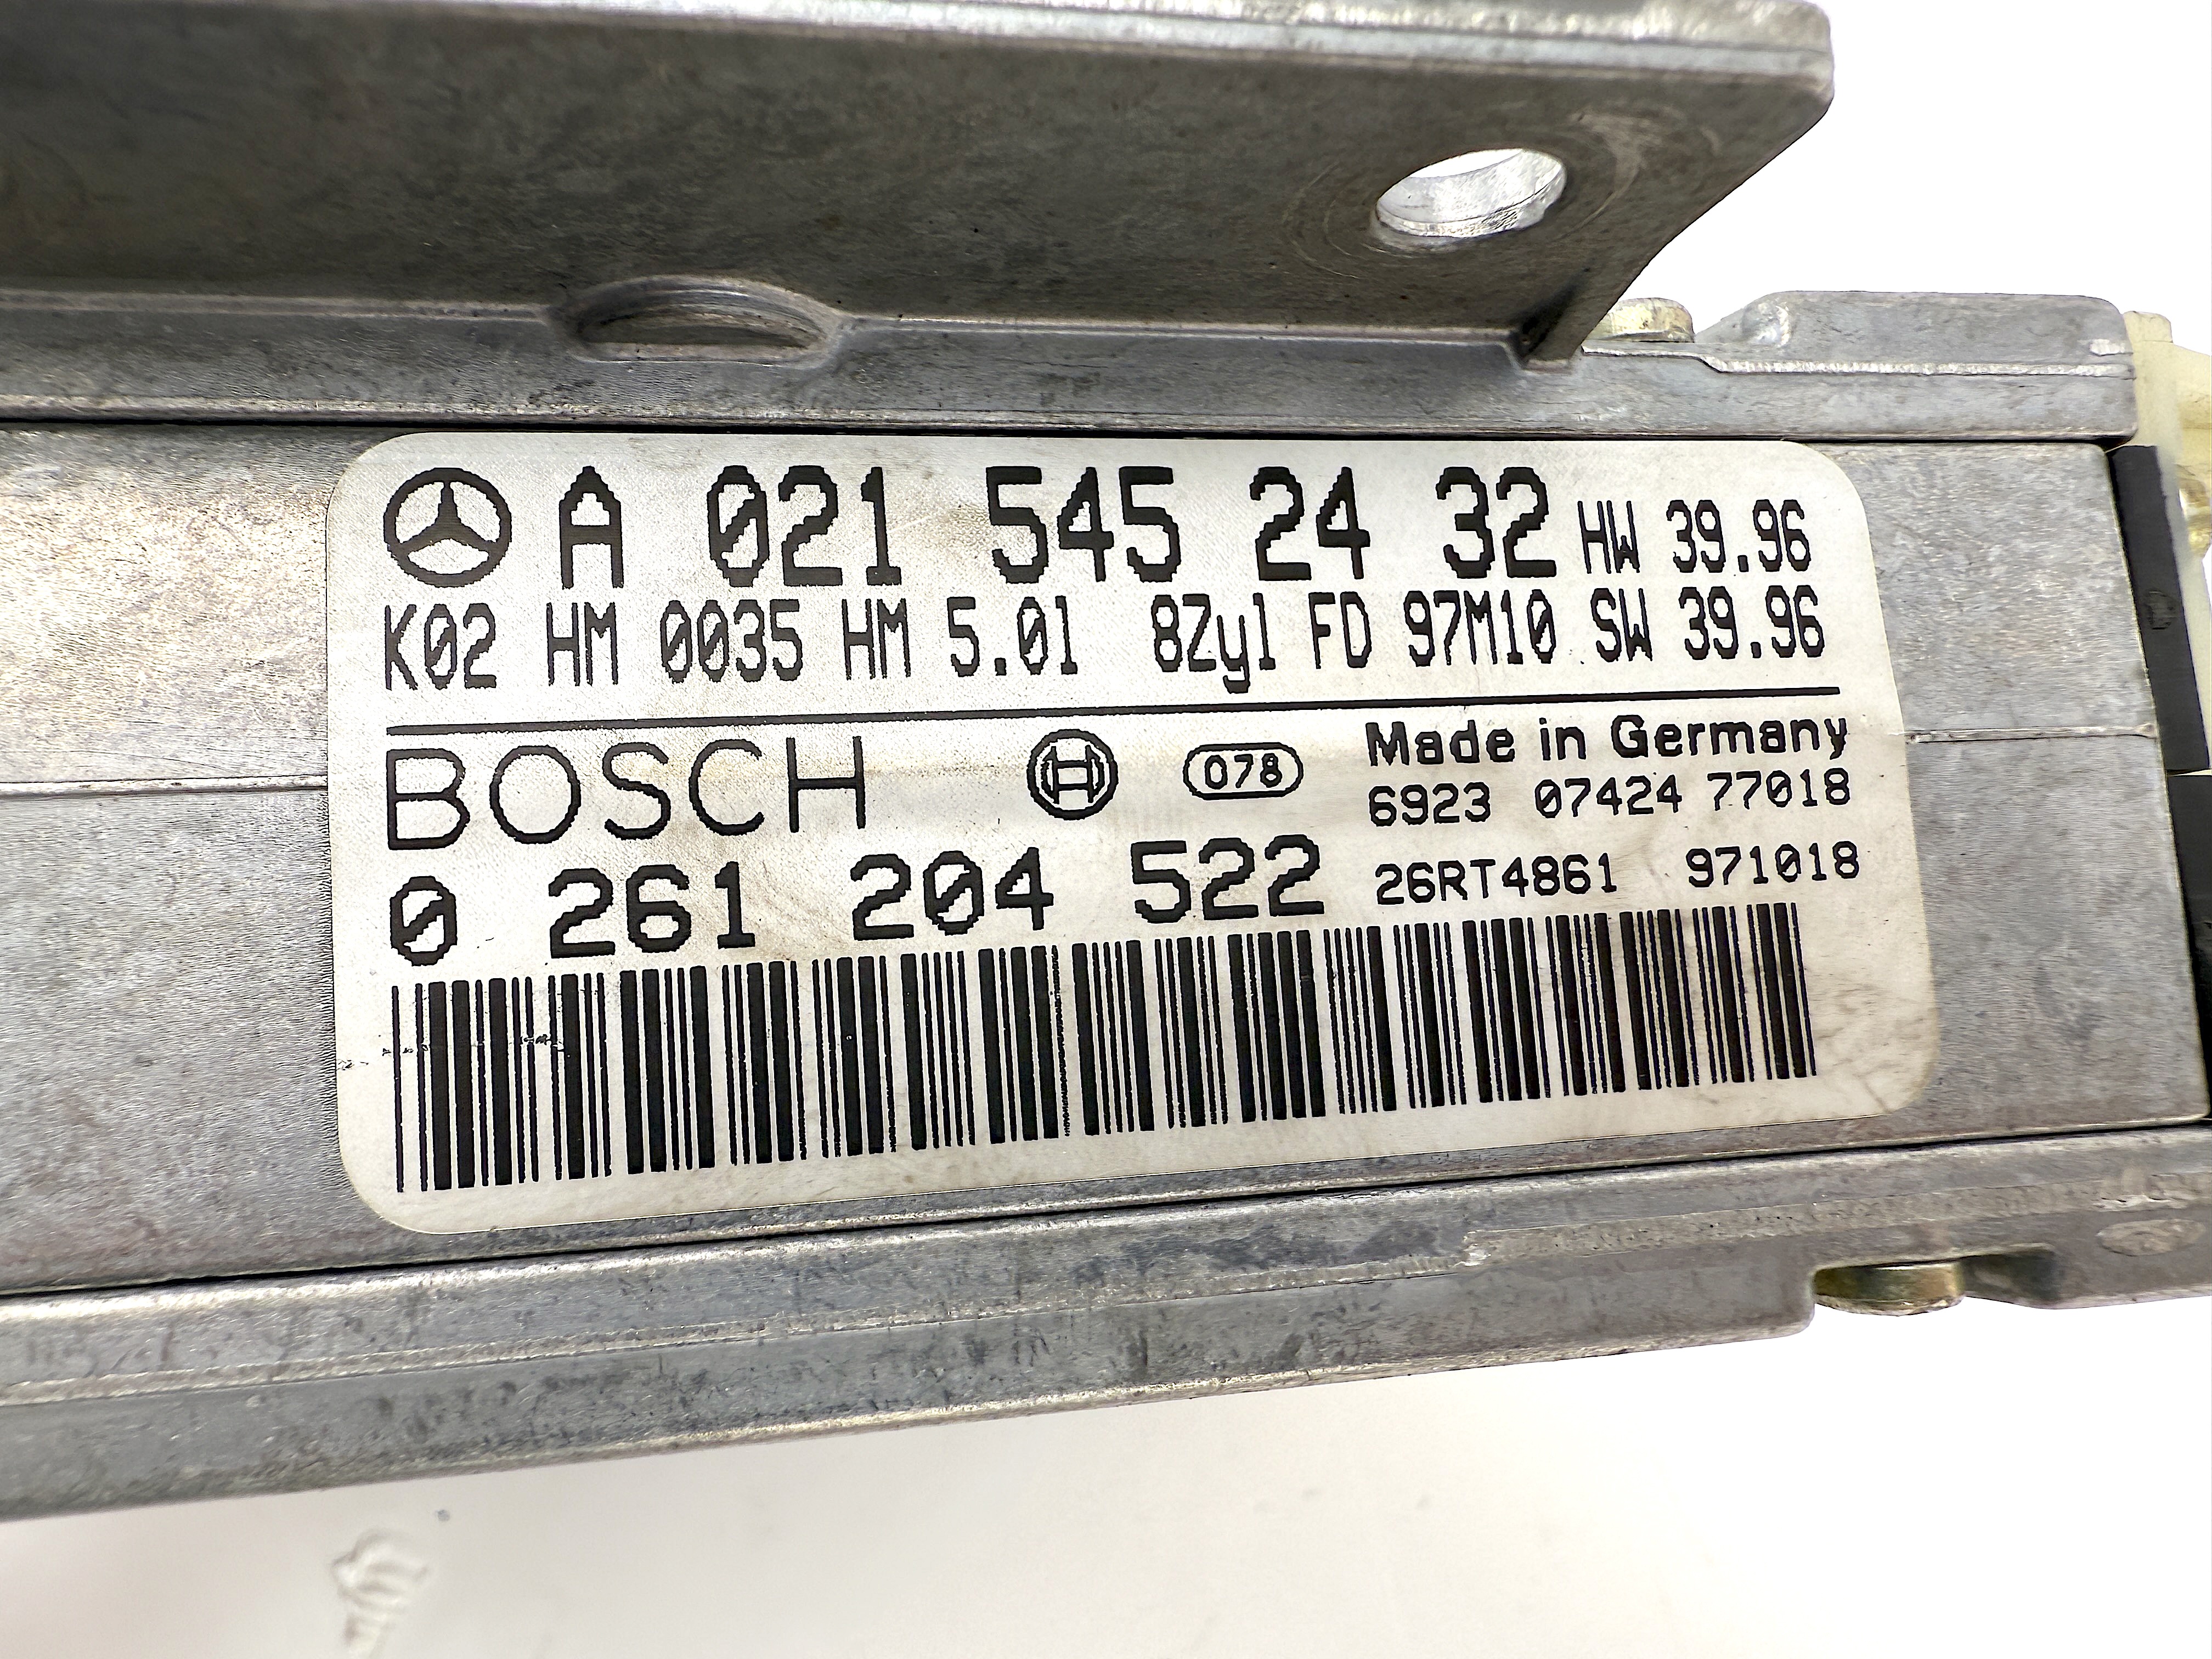 A 021 545 24 32 HW 39.96
K02 HM 0035 HM 5.01 8Zyl FD 97M10 SW 39.96
BOSCH 078 Made in Germany
6923 07424 77018
0 261 204 522 26RT4861 971018